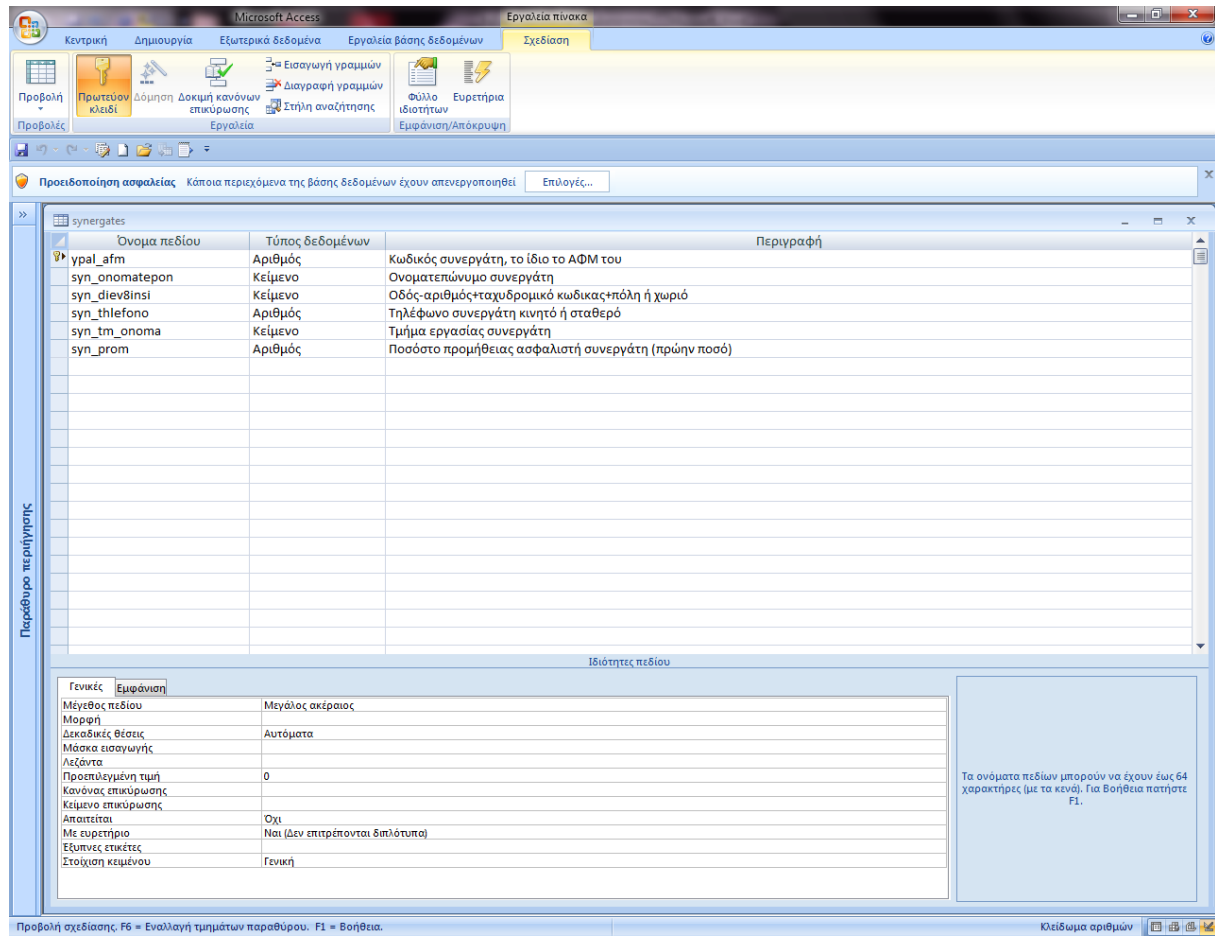 Microsoft Access
Εργαλεία πίνακα
Κεντρική Δημιουργία Εξωτερικά δεδομένα Εργαλεία βάσης δεδομένων Σχεδίαση
Προβολή
Πρωτεύον κλειδί
Δόμηση
Δοκιμή κανόνων επικύρωσης
Εισαγωγή γραμμών
Διαγραφή γραμμών
Στήλη αναζήτησης
Φύλλο ιδιοτήτων
Ευρετήρια
Προβολές Εργαλεία Εμφάνιση/Απόκρυψη
Προειδοποίηση ασφαλείας Κάποια περιεχόμενα της βάσης δεδομένων έχουν απενεργοποιηθεί Επιλογές...
Παράθυρο περιήγησης
synergates
Όνομα πεδίου Τύπος δεδομένων Περιγραφή
ypal_afm Αριθμός Κωδικός συνεργάτη, το ίδιο το ΑΦΜ του
syn_onomatepon Κείμενο Ονοματεπώνυμο συνεργάτη
syn_diev8insi Κείμενο Οδός-αριθμός+ταχυδρομικό κωδικας+πόλη ή χωριό
syn_thlefono Αριθμός Τηλέφωνο συνεργάτη κινητό ή σταθερό
syn_tm_onoma Κείμενο Τμήμα εργασίας συνεργάτη
syn_prom Αριθμός Ποσόστο προμήθειας ασφαλιστή συνεργάτη (πρώην ποσό)
Ιδιότητες πεδίου
Γενικές Εμφάνιση
Μέγεθος πεδίου Μεγάλος ακέραιος
Μορφή
Δεκαδικές θέσεις Αυτόματα
Μάσκα εισαγωγής
Λεζάντα
Προεπιλεγμένη τιμή 0
Κανόνας επικύρωσης
Κείμενο επικύρωσης
Απαιτείται Όχι
Με ευρετήριο Ναι (Δεν επιτρέπονται διπλότυπα)
Έξυπνες ετικέτες
Στοίχιση κειμένου Γενική
Τα ονόματα πεδίων μπορούν να έχουν έως 64
χαρακτήρες (με τα κενά). Για Βοήθεια πατήστε
F1.
Προβολή σχεδίασης. F6 = Εναλλαγή τμημάτων παραθύρου. F1 = Βοήθεια. Κλείδωμα αριθμών